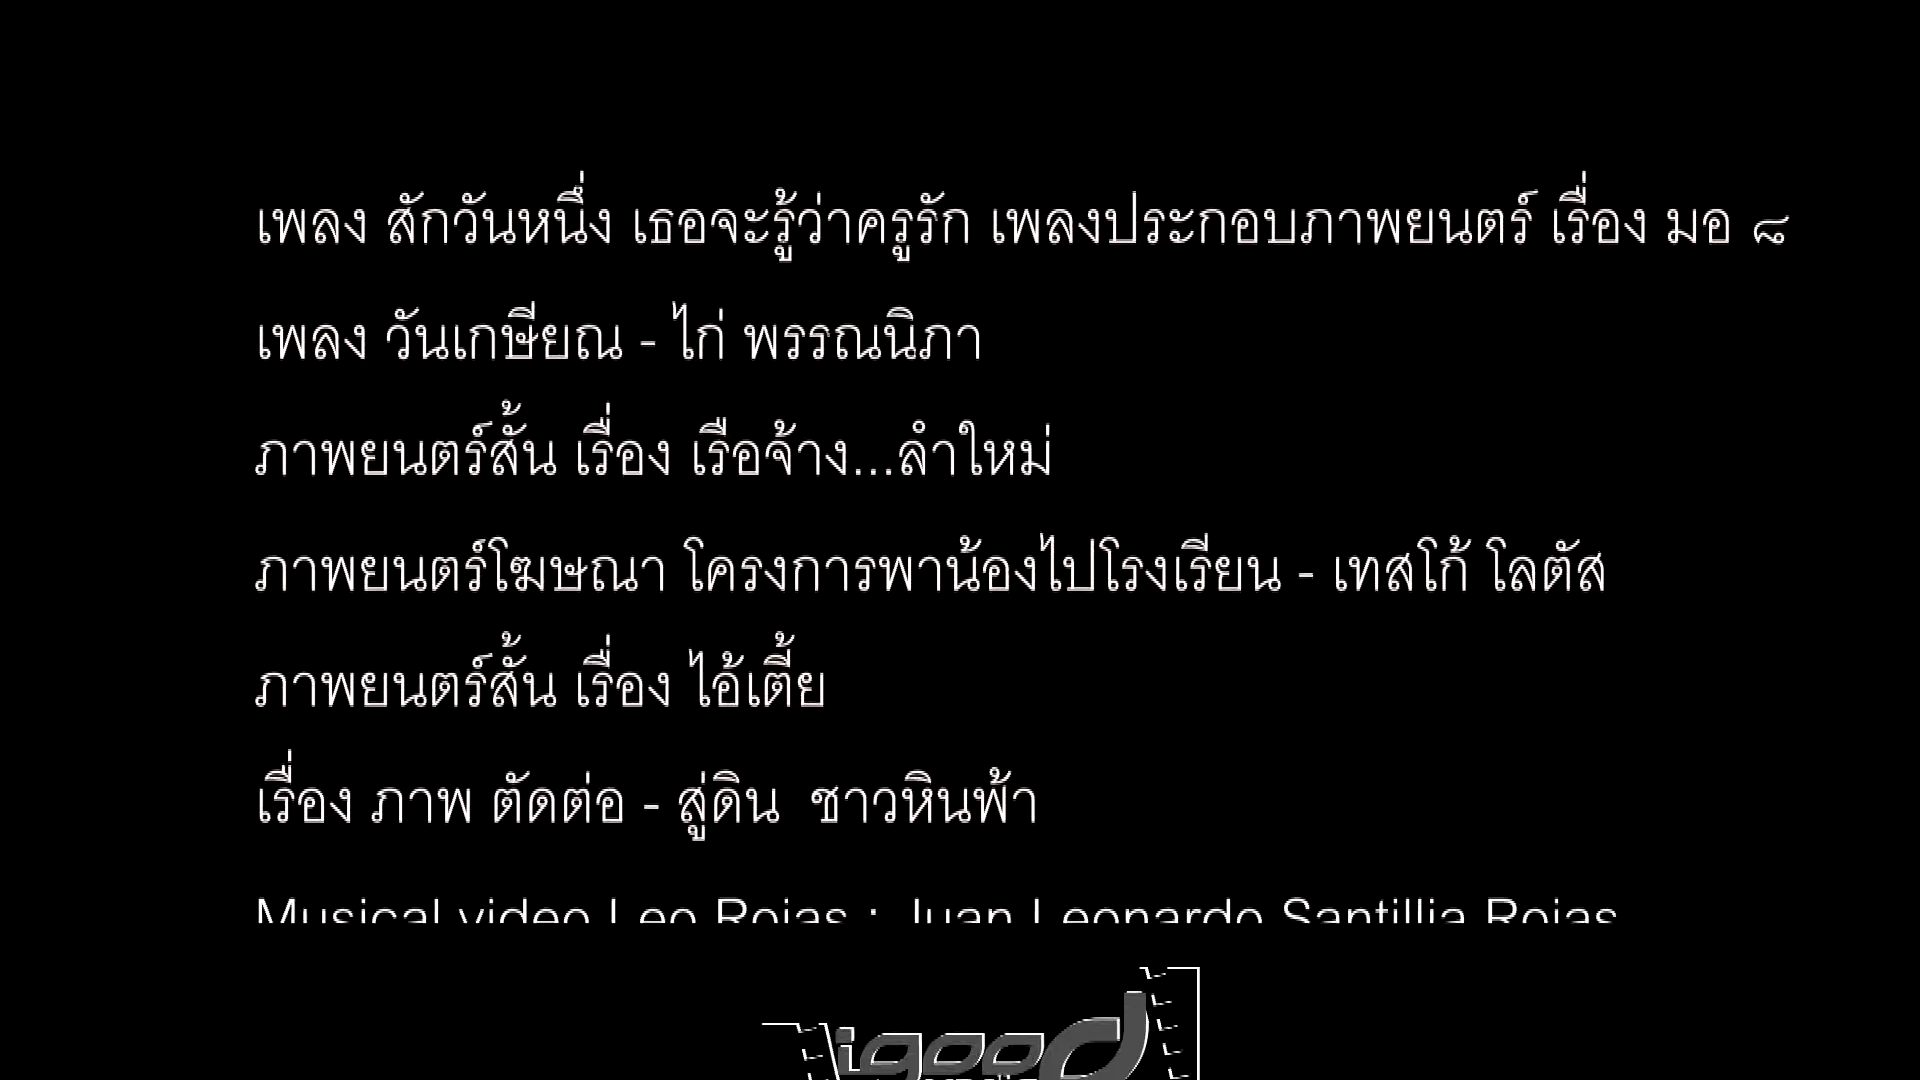 เพลง สักวันหนึ่ง เธอจะรู้ว่าครูรัก เพลงประกอบภาพยนตร์ เรื่อง มอ ๘
เพลง วันเกษียณ - ไก่ พรรณนิภา
ภาพยนตร์สั้น เรื่อง เรือจ้าง...ลำใหม่
ภาพยนตร์โฆษณา โครงการพาน้องไปโรงเรียน - เทสโก้ โลตัส
ภาพยนตร์สั้น เรื่อง ไอ้เตี้ย
เรื่อง ภาพ ตัดต่อ - สู่ดิน ชาวหินฟ้า
Musical video Leo Rojas : Juan Leonardo Santillia Rojas
igood